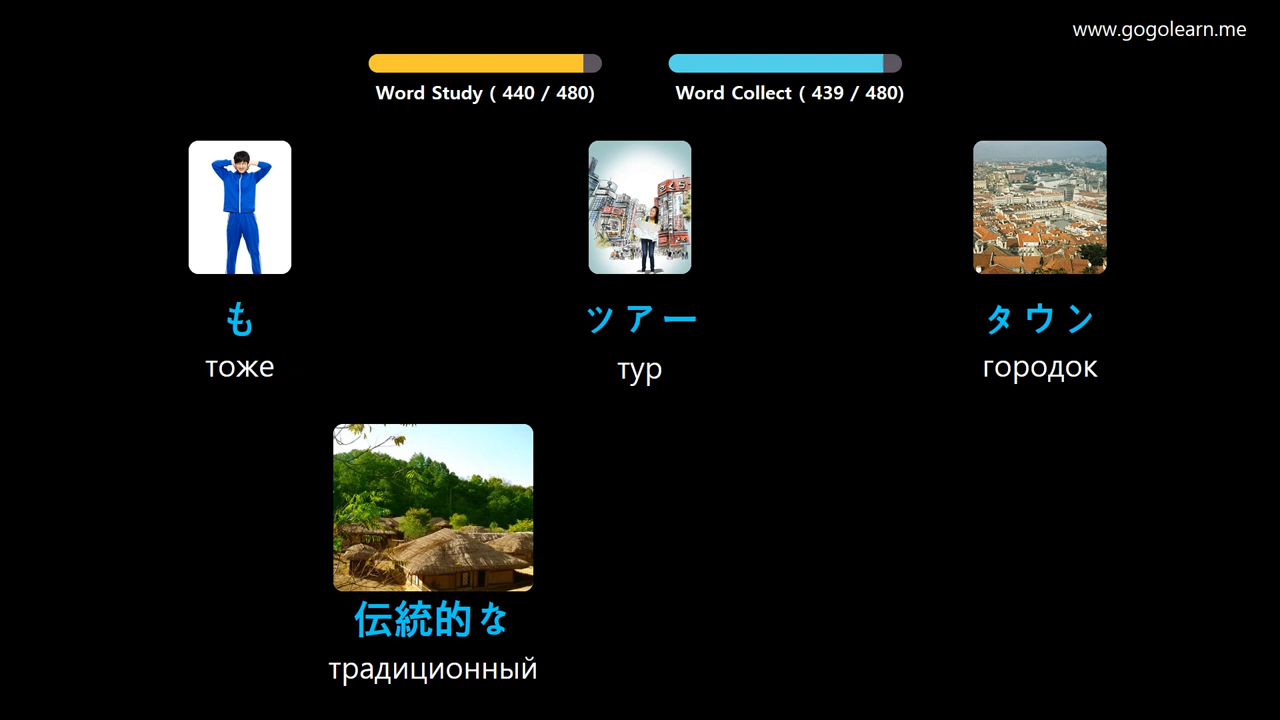 www.gogolearn.me
Word Study ( 440 / 480)
Word Collect ( 439 / 480)
も
тоже
ツアー
тур
タウン
городок
伝統的な
традиционный